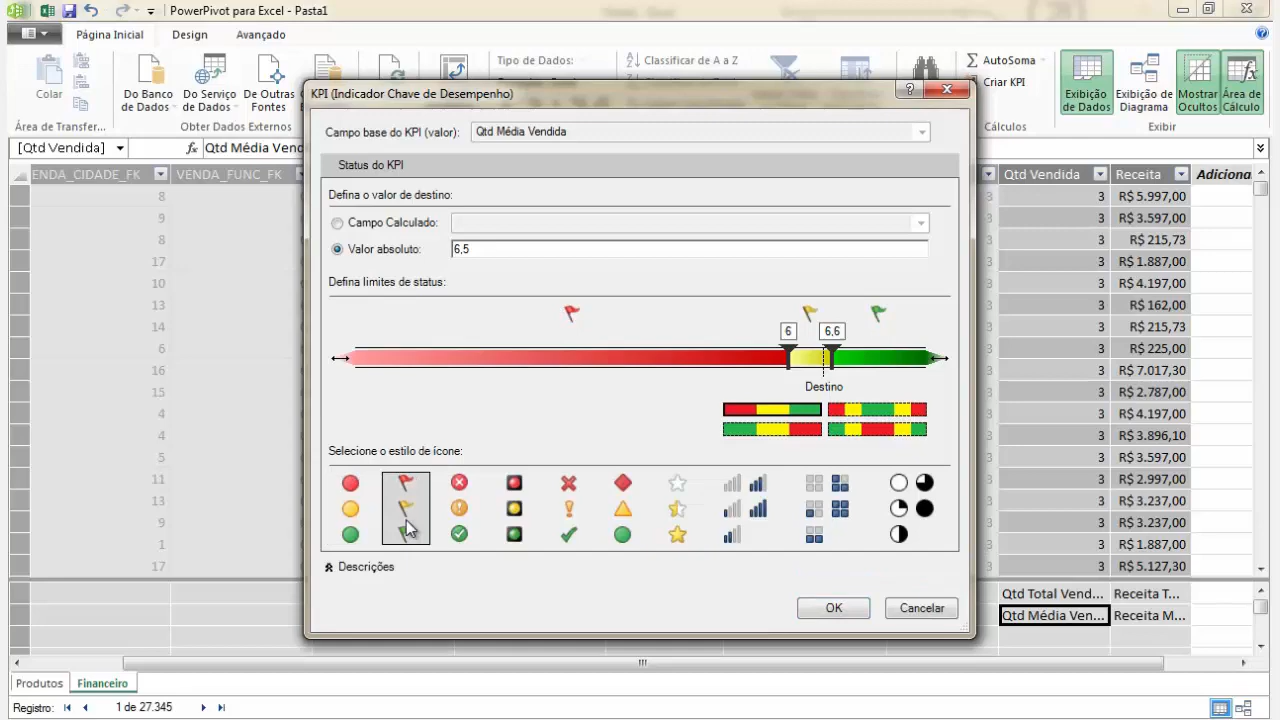 PowerPivot para Excel - Pasta1
Página Inicial
Design
Avançado
Colar
Do Banco de Dados
Do Serviço de Dados
De Outras Fontes
Tipo de Dados:
Classificar de A a Z
AutoSoma
Criar KPI
Exibição de Dados
Exibição de Diagrama
Mostrar Ocultos
Área de Cálculo
Área de Transfer...
Obter Dados Externos
Cálculos
Exibir
[Qtd Vendida]
fx
Qtd Média Vend
ENDA_CIDADE_FK
VENDA_FUNC_FK
Qtd Vendida
Receita
Adiciona
8
3
R$ 5.997,00
9
3
R$ 3.597,00
8
3
R$ 215,73
17
3
R$ 1.887,00
10
3
R$ 4.197,00
13
3
R$ 162,00
14
3
R$ 215,73
6
3
R$ 225,00
16
3
R$ 7.017,30
15
3
R$ 2.787,00
4
3
R$ 4.197,00
4
3
R$ 3.896,10
5
3
R$ 3.597,00
11
3
R$ 2.997,00
13
3
R$ 3.237,00
9
3
R$ 3.237,00
1
3
R$ 1.887,00
17
3
R$ 5.127,30
Qtd Total Vend...
Receita T...
Qtd Média Ven...
Receita M...
KPI (Indicador Chave de Desempenho)
Campo base do KPI (valor):
Qtd Média Vendida
Status do KPI
Defina o valor de destino:
Campo Calculado:
Valor absoluto:
6,5
Defina limites de status:
6
6,6
Destino
Selecione o estilo de ícone:
Descrições
OK
Cancelar
Produtos
Financeiro
Registro:
1 de 27.345